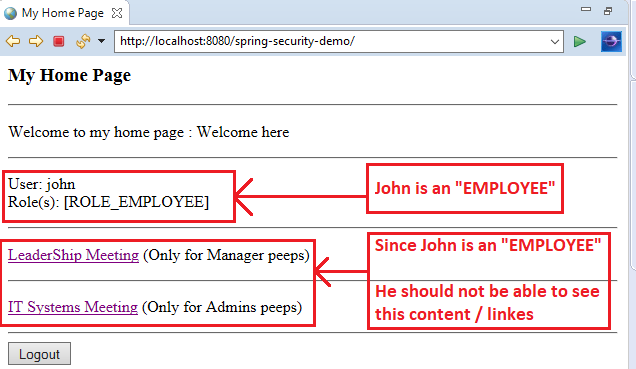 My Home Page
http://localhost:8080/spring-security-demo/
My Home Page
Welcome to my home page : Welcome here
User: john
Role(s): [ROLE_EMPLOYEE]
John is an "EMPLOYEE"
LeaderShip Meeting (Only for Manager peeps)
IT Systems Meeting (Only for Admins peeps)
Since John is an "EMPLOYEE"
He should not be able to see
this content / linkes
Logout